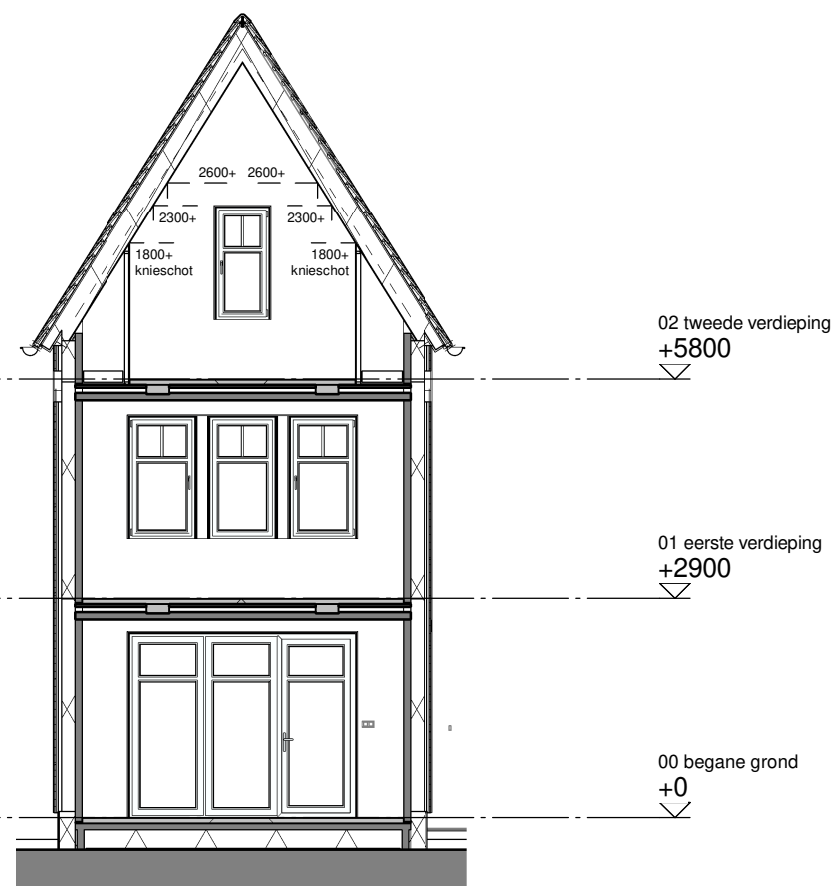 2600+ 2600+
2300+ 2300+
1800+ 1800+
knieschot knieschot
02 tweede verdieping
+5800
01 eerste verdieping
+2900
00 begane grond
+0